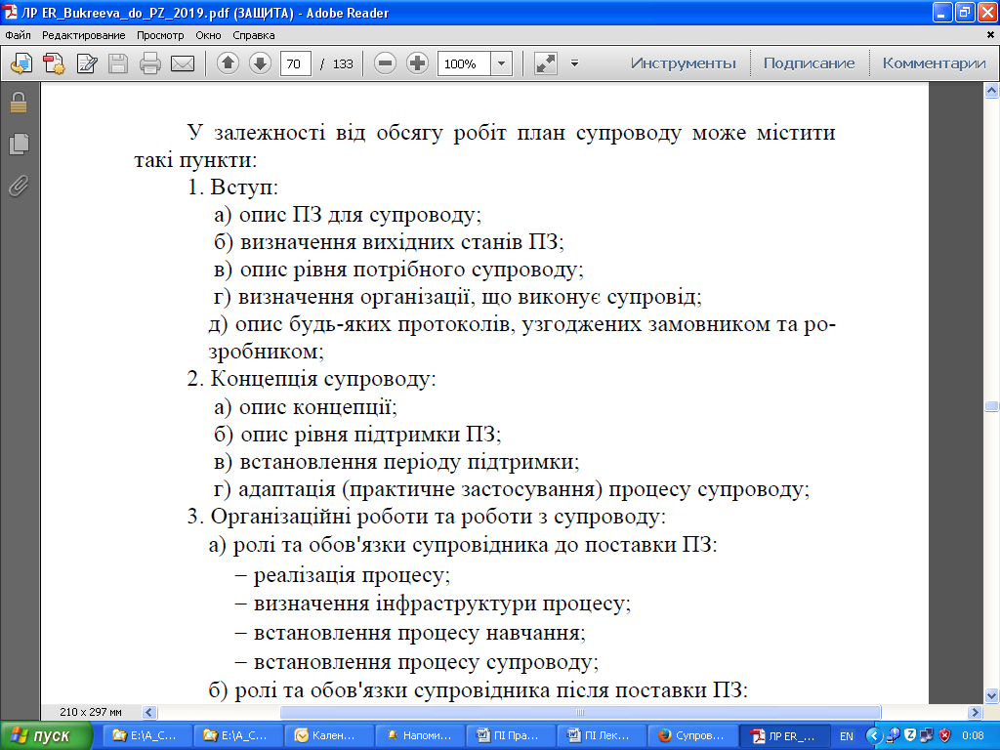 ЛР ER_Bukreeva_do_PZ_2019.pdf (ЗАЩИТА) - Adobe Reader
Файл Редактирование Просмотр Окно Справка
70 / 133 100% Инструменты Подписание Комментарии
У залежності від обсягу робіт план супроводу може містити
такі пункти:
1. Вступ:
а) опис ПЗ для супроводу;
б) визначення вихідних станів ПЗ;
в) опис рівня потрібного супроводу;
г) визначення організації, що виконує супровід;
д) опис будь-яких протоколів, узгоджених замовником та ро-
зробником;
2. Концепція супроводу:
а) опис концепції;
б) опис рівня підтримки ПЗ;
в) встановлення періоду підтримки;
г) адаптація (практичне застосування) процесу супроводу;
3. Організаційні роботи та роботи з супроводу:
а) ролі та обов'язки супровідника до поставки ПЗ:
– реалізація процесу;
– визначення інфраструктури процесу;
– встановлення процесу навчання;
– встановлення процесу супроводу;
б) ролі та обов'язки супровідника після поставки ПЗ:
210 x 297 мм
пуск E:\A_C... E:\A_C... Кален... Напоми... ПІ Пра... ПІ Лек... Супров... ЛР ER_... EN 0:08